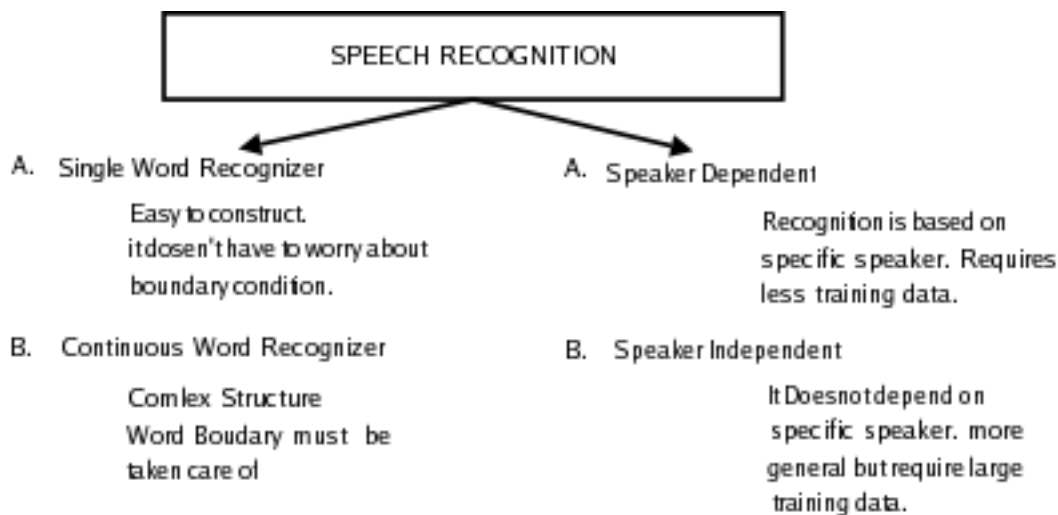 SPEECH RECOGNITION
A. Single Word Recognizer
Easy to construct.
it dosen't have to worry about
boundary condition.
B. Continuous Word Recognizer
Comlex Structure
Word Boudary must be
taken care of
A. Speaker Dependent
Recognition is based on
specific speaker. Requires
less training data.
B. Speaker Independent
It Doesnot depend on
specific speaker. more
general but require large
training data.